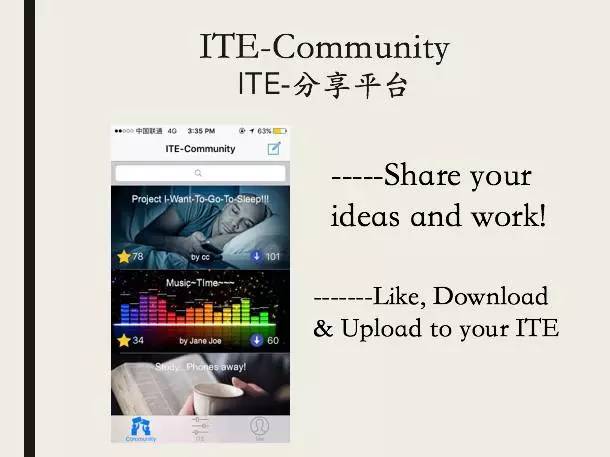 ITE-Community
ITE-分享平台
中国联通 4G 3:35 PM 63%
ITE-Community
Project I-Want-To-Go-To-Sleep!!!
78 by cc 101
Music~TIme~~~
34 by Jane Joe 60
Study...Phones away!
Community ITE Me
-----Share your
ideas and work!
-------Like, Download
& Upload to your ITE